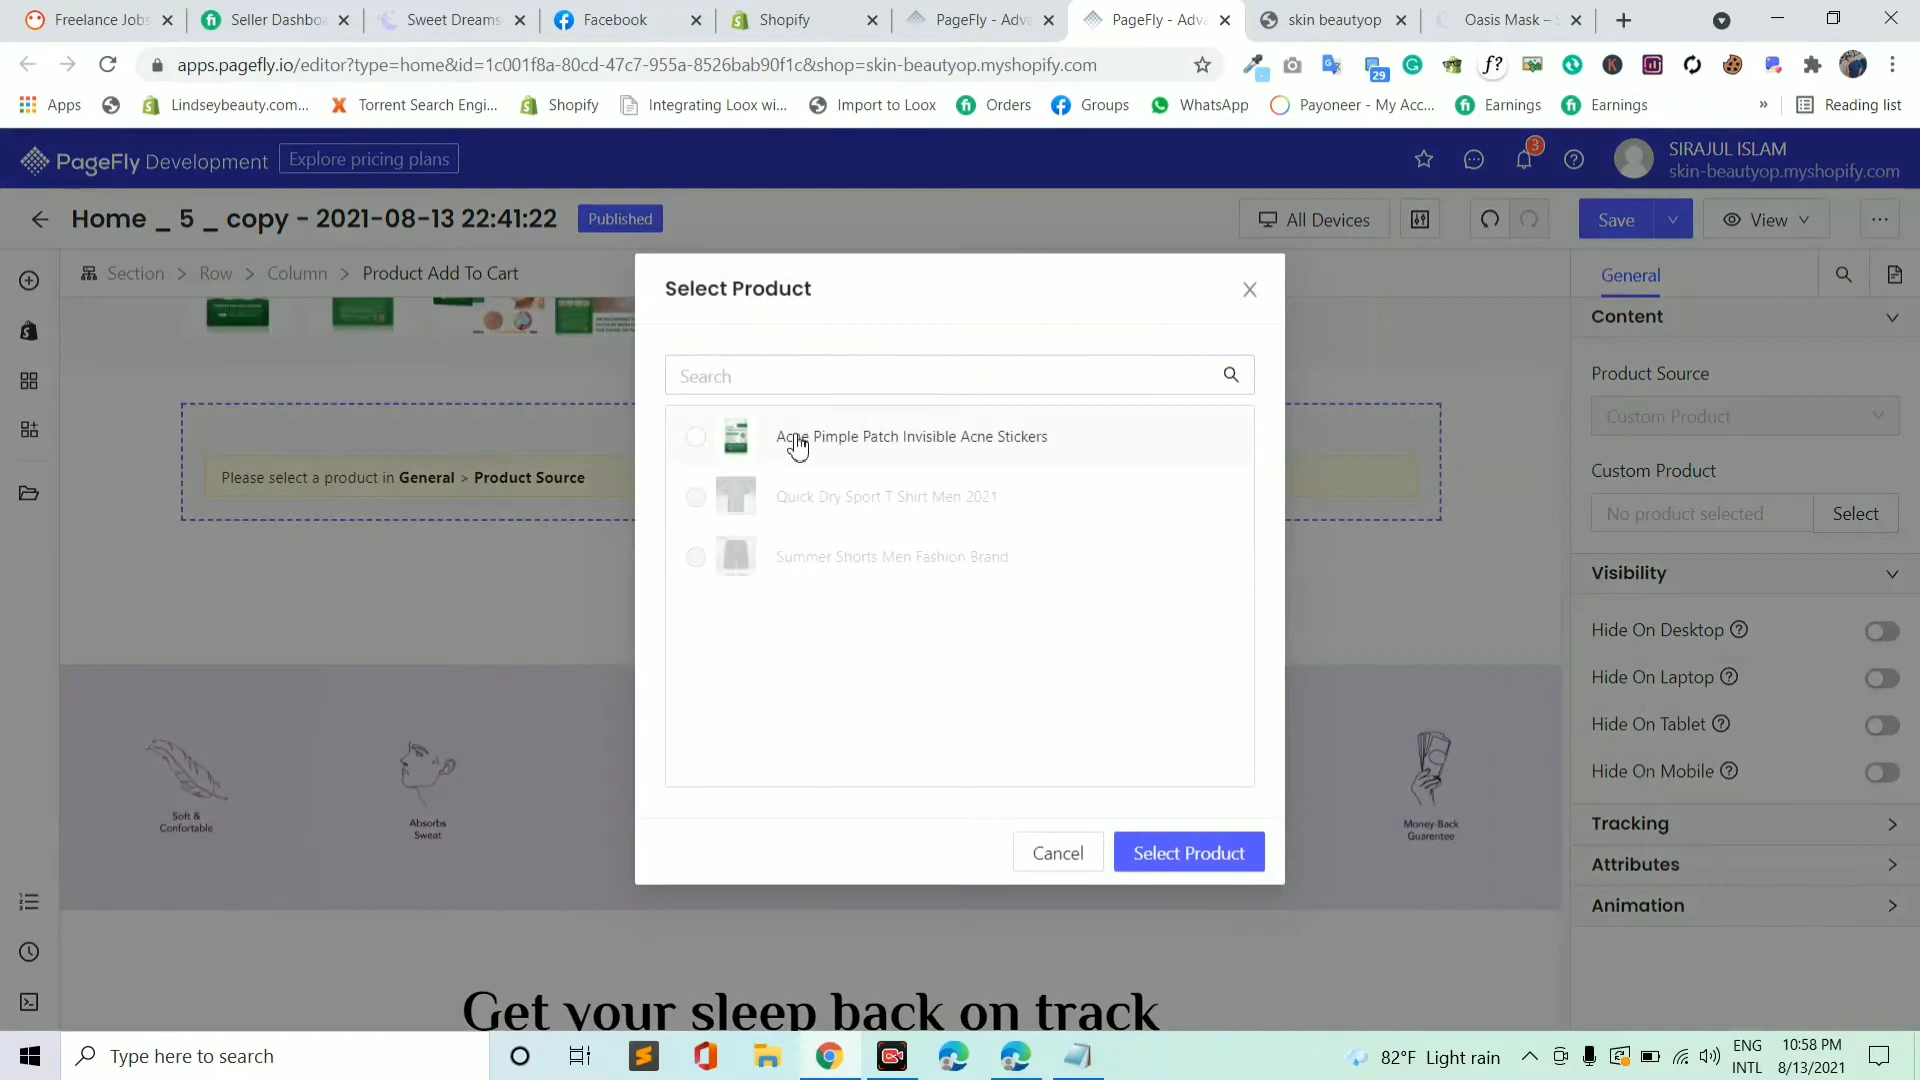 Freelance Jobs
Seller Dashbo
Sweet Dreams
Facebook
Shopify
PageFly - Adva
PageFly - Adva
skin beautyop
Oasis Mask –
apps.pagefly.io/editor?type=home&id=1c001f8a-80cd-47c7-955a-8526bab90f1c&shop=skin-beautyop.myshopify.com
29
Apps
Lindseybeauty.com...
Torrent Search Engi...
Shopify
Integrating Loox wi...
Import to Loox
Orders
Groups
WhatsApp
Payoneer - My Acc...
Earnings
Earnings
»
Reading list
PageFly Development
Explore pricing plans
3
SIRAJUL ISLAM
skin-beautyop.myshopify.com
Home _ 5 _ copy - 2021-08-13 22:41:22
Published
All Devices
Save
View
Section > Row > Column > Product Add To Cart
General
Select Product
Search
Acne Pimple Patch Invisible Acne Stickers
Quick Dry Sport T Shirt Men 2021
Summer Shorts Men Fashion Brand
Cancel
Select Product
Please select a product in General > Product Source
Content
Product Source
Custom Product
Custom Product
No product selected
Select
Visibility
Hide On Desktop
Hide On Laptop
Hide On Tablet
Hide On Mobile
Tracking
Attributes
Animation
Soft &
Confortable
Absorbs
Sweat
Money-Back
Guarentee
Get your sleep back on track
Type here to search
82°F Light rain
ENG
INTL
10:58 PM
8/13/2021